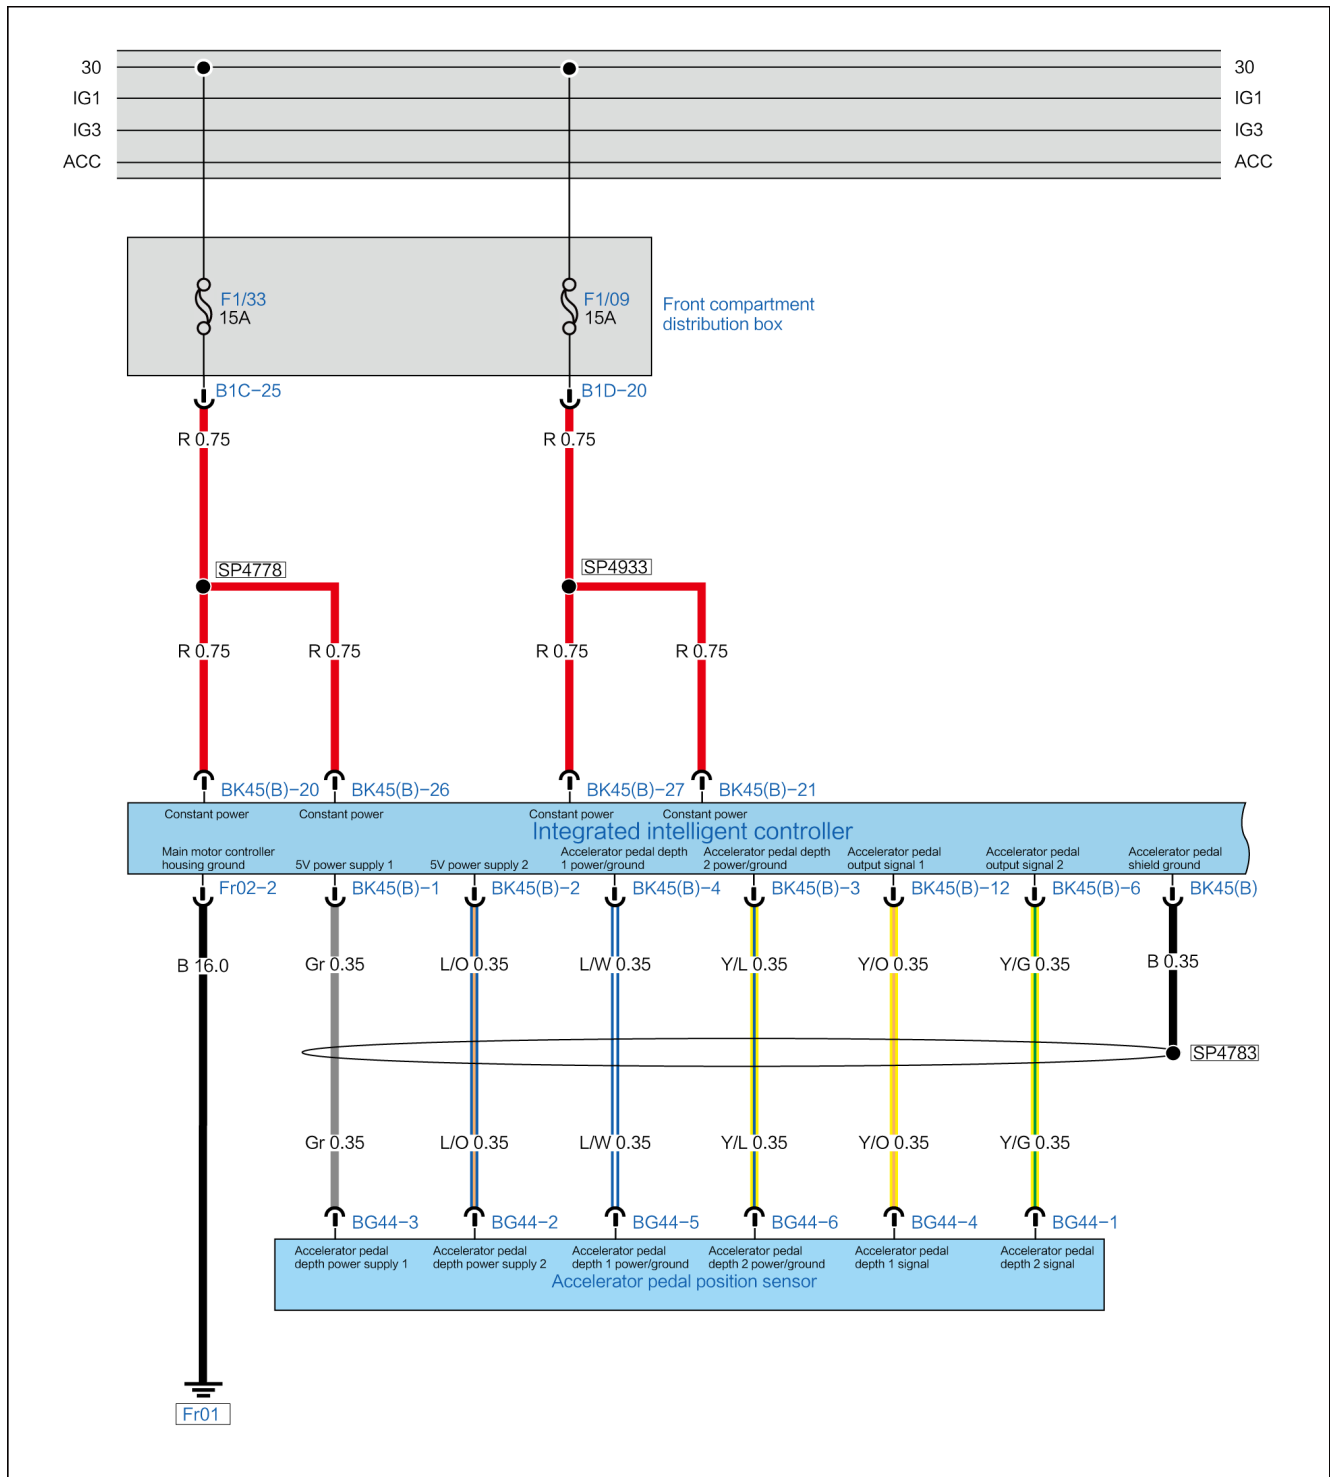 30
30
IG1
IG1
IG3
IG3
ACC
ACC
F1/33
15A
F1/09
15A
Front compartment
distribution box
B1C−25
B1D−20
R 0.75
R 0.75
SP4778
SP4933
R 0.75
R 0.75
R 0.75
R 0.75
BK45(B)−20
BK45(B)−26
BK45(B)−27
BK45(B)−21
Constant power
Constant power
Constant power
Constant power
Integrated intelligent controller
Main motor controller
housing ground
5V power supply 1
5V power supply 2
Accelerator pedal depth
1 power/ground
Accelerator pedal depth
2 power/ground
Accelerator pedal
output signal 1
Accelerator pedal
output signal 2
Accelerator pedal
shield ground
Fr02−2
BK45(B)−1
BK45(B)−2
BK45(B)−4
BK45(B)−3
BK45(B)−12
BK45(B)−6
BK45(B)
B 16.0
Gr 0.35
L/O 0.35
L/W 0.35
Y/L 0.35
Y/O 0.35
Y/G 0.35
B 0.35
SP4783
Gr 0.35
L/O 0.35
L/W 0.35
Y/L 0.35
Y/O 0.35
Y/G 0.35
BG44−3
BG44−2
BG44−5
BG44−6
BG44−4
BG44−1
Accelerator pedal
depth power supply 1
Accelerator pedal
depth power supply 2
Accelerator pedal
depth 1 power/ground
Accelerator pedal
depth 2 power/ground
Accelerator pedal
depth 1 signal
Accelerator pedal
depth 2 signal
Accelerator pedal position sensor
Fr01